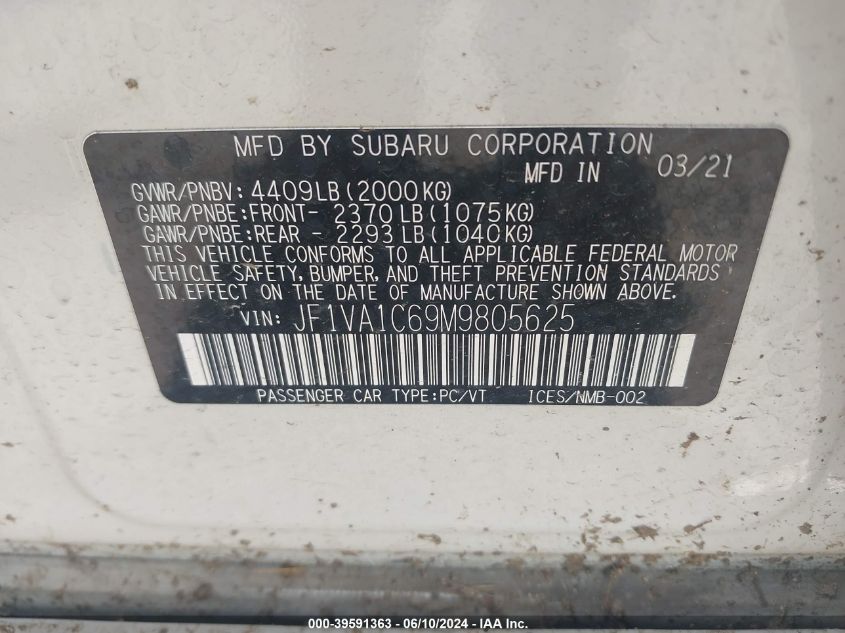 MFD BY SUBARU CORPORATION
MFD IN 03/21
GVWR/PNBV: 4409LB(2000KG)
GAWR/PNBE:FRONT- 2370LB(1075KG)
GAWR/PNBE:REAR - 2293LB(1040KG)
THIS VEHICLE CONFORMS TO ALL APPLICABLE FEDERAL MOTOR
VEHICLE SAFETY, BUMPER, AND THEFT PREVENTION STANDARDS
IN EFFECT ON THE DATE OF MANUFACTURE SHOWN ABOVE.
VIN: JF1VA1C69M9805625
PASSENGER CAR TYPE:PC/VT ICES/NMB-002
000-39591363 - 06/10/2024 - IAA Inc.